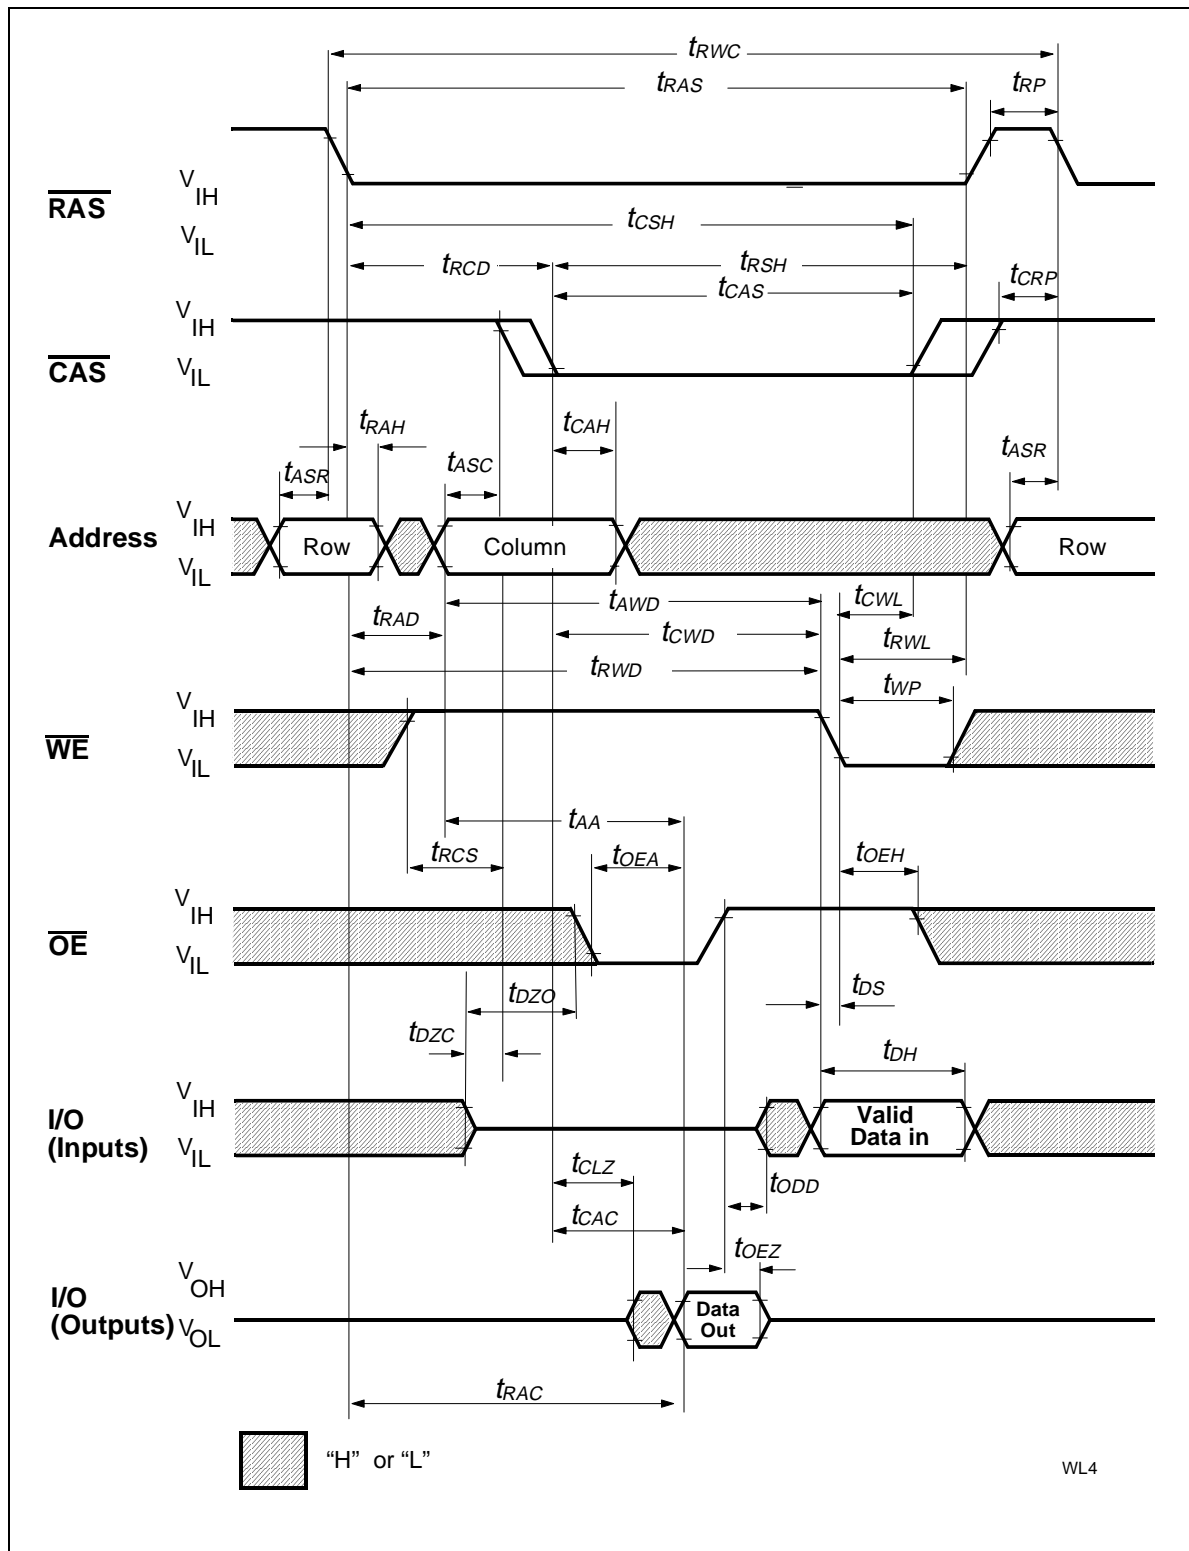 tRWC
tRAS
tRP
RAS
VIH
VIL
tCSH
tRCD
tRSH
tCAS
tCRP
CAS
VIH
VIL
tRAH
tCAH
tASR
tASC
tASR
Address
VIH
VIL
Row
Column
Row
tAWD
tCWL
tRAD
tCWD
tRWL
tRWD
tWP
WE
VIH
VIL
tAA
tRCS
tOEA
tOEH
OE
VIH
VIL
tDZO
tDS
tDZC
tDH
I/O
(Inputs)
VIH
VIL
Valid
Data in
tCLZ
tODD
tCAC
tOEZ
I/O
(Outputs)
VOH
VOL
Data
Out
tRAC
“H” or “L”
WL4